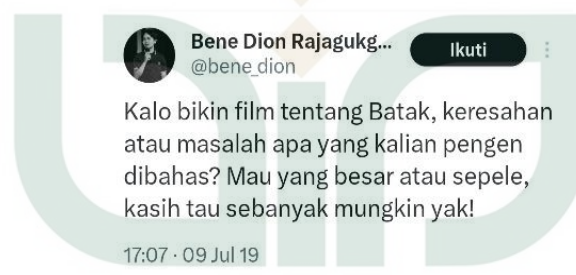 Bene Dion Rajagukg...
Ikuti
@bene_dion
Kalo bikin film tentang Batak, keresahan
atau masalah apa yang kalian pengen
dibahas? Mau yang besar atau sepele,
kasih tau sebanyak mungkin yak!
17:07 · 09 Jul 19